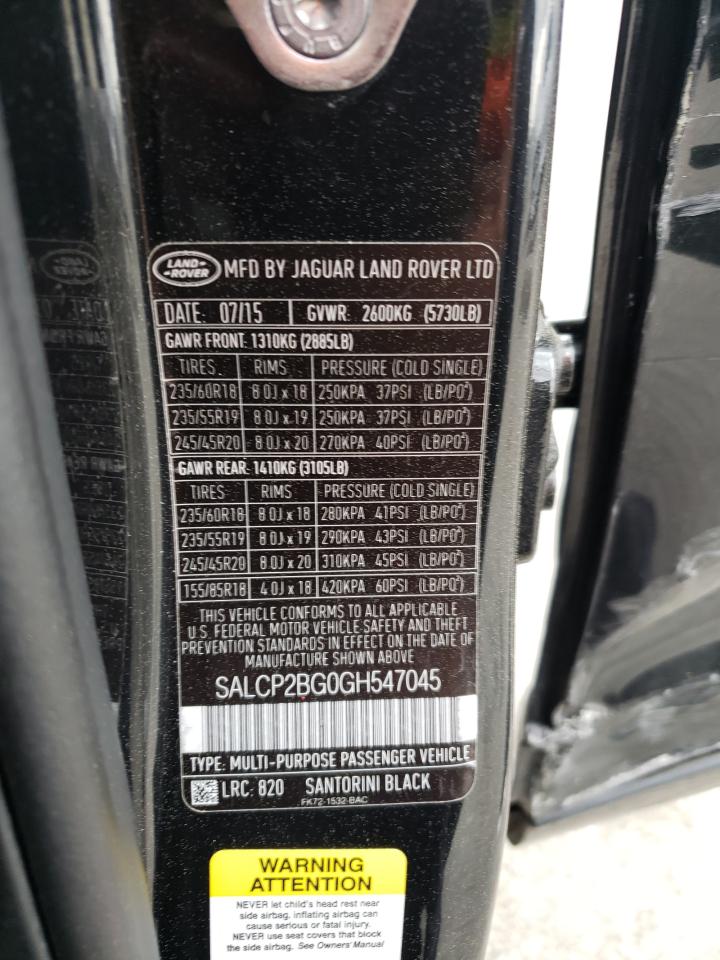 LAND ROVER MFD BY JAGUAR LAND ROVER LTD
DATE: 07/15 GVWR: 2600KG (5730LB)
GAWR FRONT: 1310KG (2885LB)
TIRES RIMS PRESSURE (COLD SINGLE)
235/60R18 8.0J x 18 250KPA 37PSI (LB/PO²)
235/55R19 8.0J x 19 250KPA 37PSI (LB/PO²)
245/45R20 8.0J x 20 270KPA 40PSI (LB/PO²)
GAWR REAR: 1410KG (3105LB)
TIRES RIMS PRESSURE (COLD SINGLE)
235/60R18 8.0J x 18 280KPA 41PSI (LB/PO²)
235/55R19 8.0J x 19 290KPA 43PSI (LB/PO²)
245/45R20 8.0J x 20 310KPA 45PSI (LB/PO²)
155/85R18 4.0J x 18 420KPA 60PSI (LB/PO²)
THIS VEHICLE CONFORMS TO ALL APPLICABLE
U.S. FEDERAL MOTOR VEHICLE SAFETY AND THEFT
PREVENTION STANDARDS IN EFFECT ON THE DATE OF
MANUFACTURE SHOWN ABOVE
SALCP2BG0GH547045
TYPE: MULTI-PURPOSE PASSENGER VEHICLE
LRC: 820 SANTORINI BLACK
FK72-1532-BAC
WARNING
ATTENTION
NEVER let child's head rest near
side airbag, inflating airbag can
cause serious or fatal injury.
NEVER use seat covers that block
the side airbag. See Owners' Manual